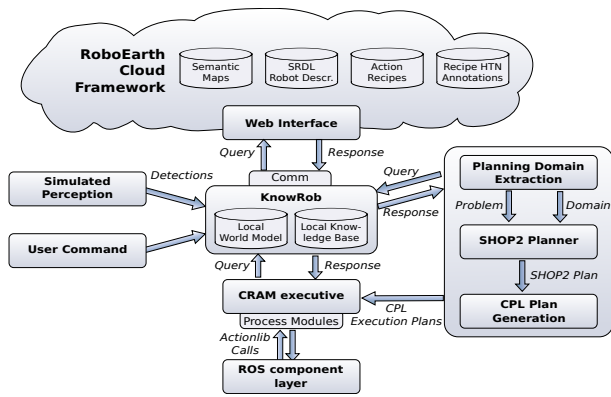 RoboEarth
Cloud
Framework
Semantic
Maps
SRDL
Robot Descr.
Action
Recipes
Recipe HTN
Annotations
Web Interface
Query
Response
Comm
Detections
Simulated
Perception
User Command
KnowRob
Local
World Model
Local Know-
ledge Base
Query
Response
Planning Domain
Extraction
Problem
Domain
SHOP2 Planner
SHOP2 Plan
CPL Plan
Generation
Query
Response
CRAM executive
Process Modules
CPL
Execution Plans
Actionlib
Calls
ROS component
layer